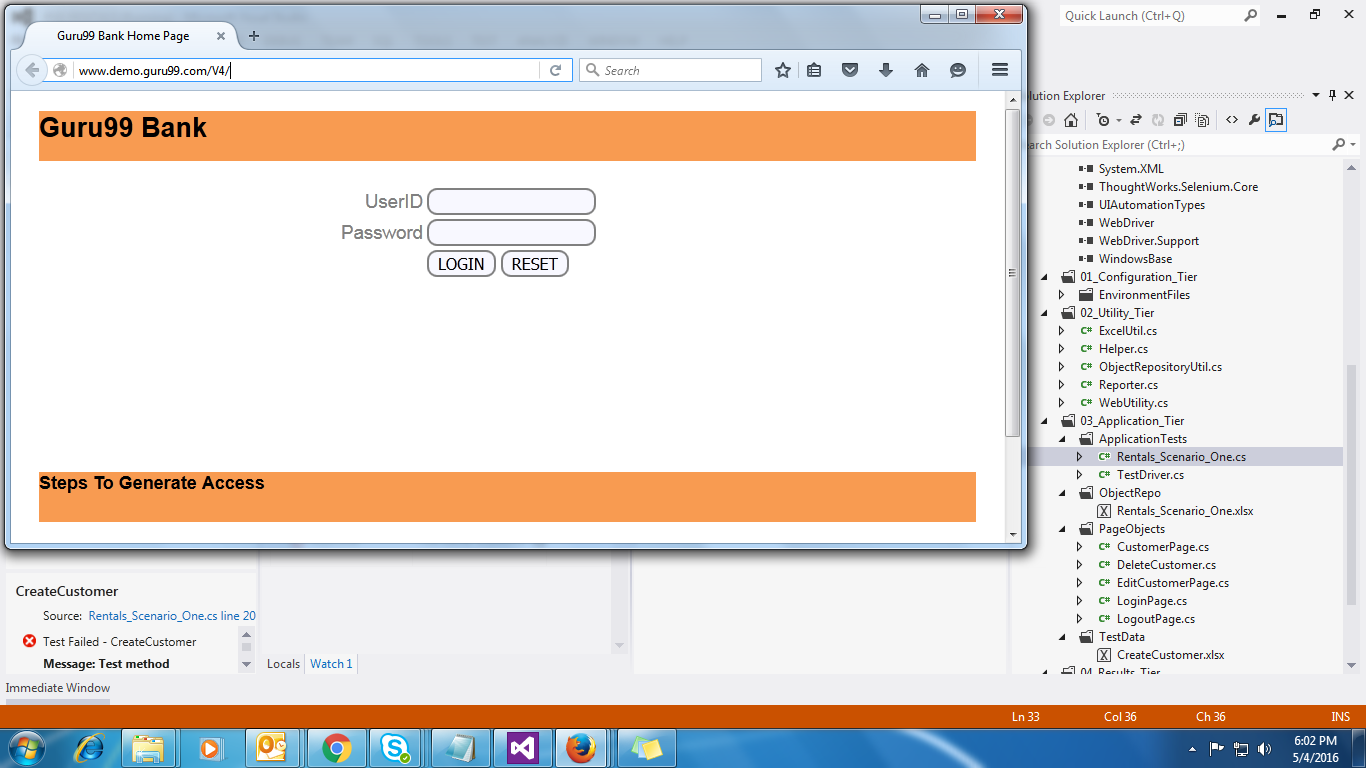 Guru99 Bank Home Page
Quick Launch (Ctrl+Q)
www.demo.guru99.com/V4/
Search
Guru99 Bank
UserID
Password
LOGIN RESET
Steps To Generate Access
CreateCustomer
Source: Rentals_Scenario_One.cs line 20
Test Failed - CreateCustomer
Message: Test method
Locals Watch 1
Immediate Window
lution Explorer
arch Solution Explorer (Ctrl+;)
System.XML
ThoughtWorks.Selenium.Core
UIAutomationTypes
WebDriver
WebDriver.Support
WindowsBase
01_Configuration_Tier
EnvironmentFiles
02_Utility_Tier
C# ExcelUtil.cs
C# Helper.cs
C# ObjectRepositoryUtil.cs
C# Reporter.cs
C# WebUtility.cs
03_Application_Tier
ApplicationTests
C# Rentals_Scenario_One.cs
C# TestDriver.cs
ObjectRepo
Rentals_Scenario_One.xlsx
PageObjects
C# CustomerPage.cs
C# DeleteCustomer.cs
C# EditCustomerPage.cs
C# LoginPage.cs
C# LogoutPage.cs
TestData
CreateCustomer.xlsx
04_Results_Tier
Ln 33 Col 36 Ch 36 INS
6:02 PM
5/4/2016